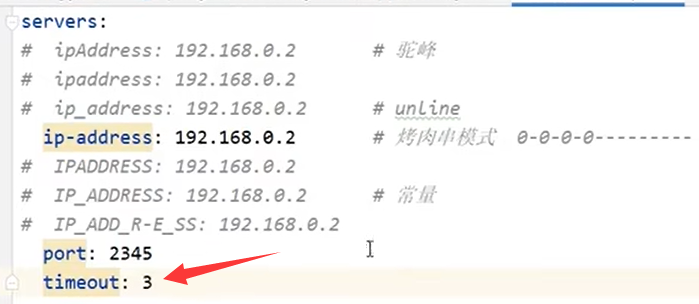 servers:
#  ipAddress: 192.168.0.2       # 驼峰
#  ipaddress: 192.168.0.2
#  ip_address: 192.168.0.2      # unline
  ip-address: 192.168.0.2       # 烤肉串模式  0-0-0-0---------
#  IPADDRESS: 192.168.0.2
#  IP_ADDRESS: 192.168.0.2      # 常量
#  IP_ADD_R-E_SS: 192.168.0.2
  port: 2345
  timeout: 3